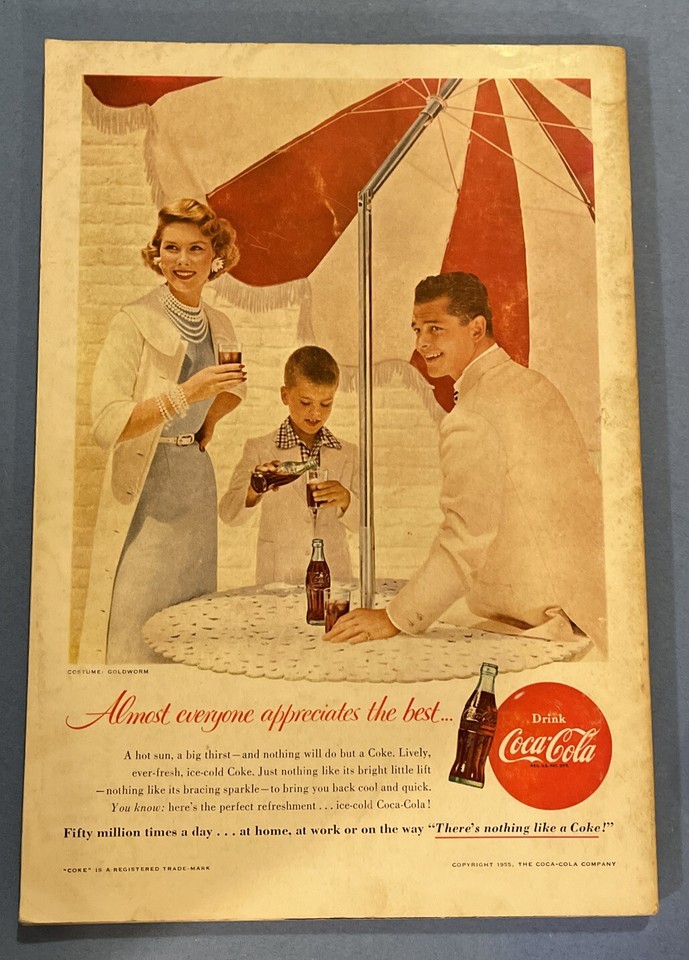 COSTUME: GOLDWORM
Almost everyone appreciates the best...
A hot sun, a big thirst—and nothing will do but a Coke. Lively,
ever-fresh, ice-cold Coke. Just nothing like its bright little lift
—nothing like its bracing sparkle—to bring you back cool and quick.
You know: here's the perfect refreshment . . . ice-cold Coca-Cola!
Drink
Coca-Cola
REG. U.S. PAT. OFF.
Fifty million times a day . . . at home, at work or on the way “There's nothing like a Coke!”
“COKE” IS A REGISTERED TRADE-MARK
COPYRIGHT 1955, THE COCA-COLA COMPANY